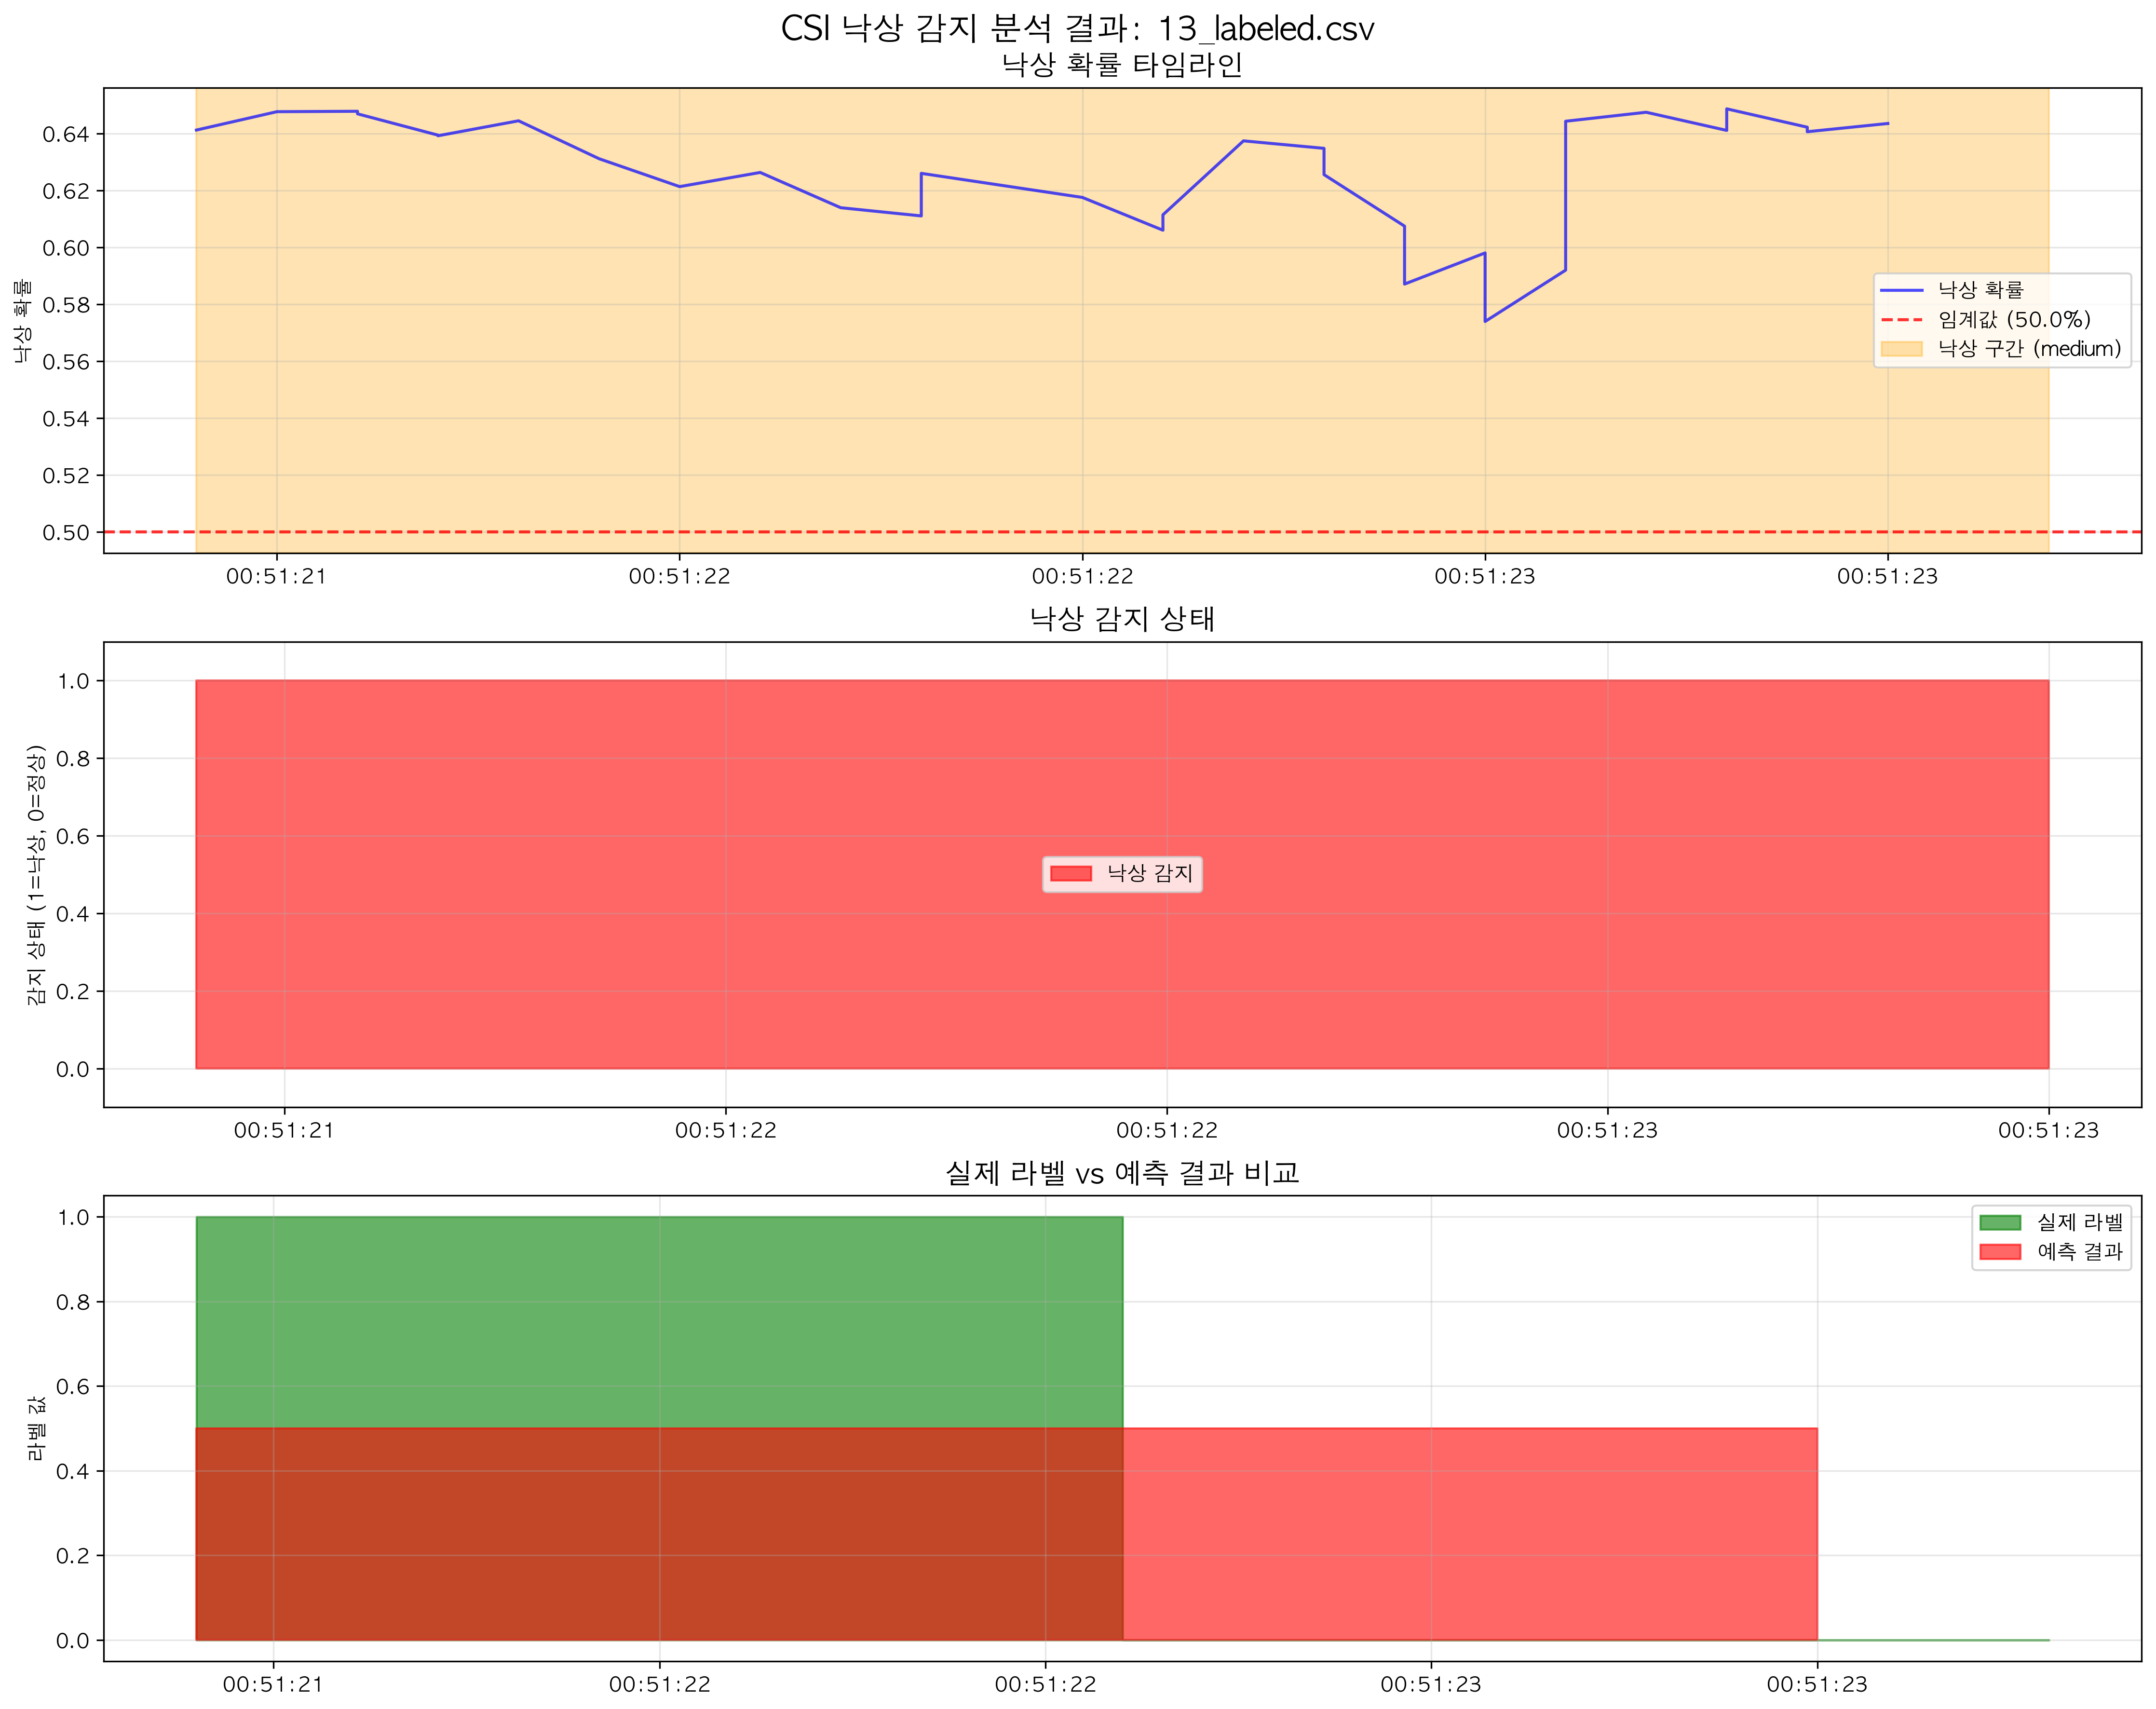 CSI 낙상 감지 분석 결과: 13_labeled.csv
낙상 확률 타임라인
낙상 확률
0.64
0.62
0.60
0.58
0.56
0.54
0.52
0.50
낙상 확률
임계값 (50.0%)
낙상 구간 (medium)
00:51:21
00:51:22
00:51:22
00:51:23
00:51:23
낙상 감지 상태
감지 상태 (1=낙상, 0=정상)
1.0
0.8
0.6
0.4
0.2
0.0
낙상 감지
00:51:21
00:51:22
00:51:22
00:51:23
00:51:23
실제 라벨 vs 예측 결과 비교
라벨 값
1.0
0.8
0.6
0.4
0.2
0.0
실제 라벨
예측 결과
00:51:21
00:51:22
00:51:22
00:51:23
00:51:23